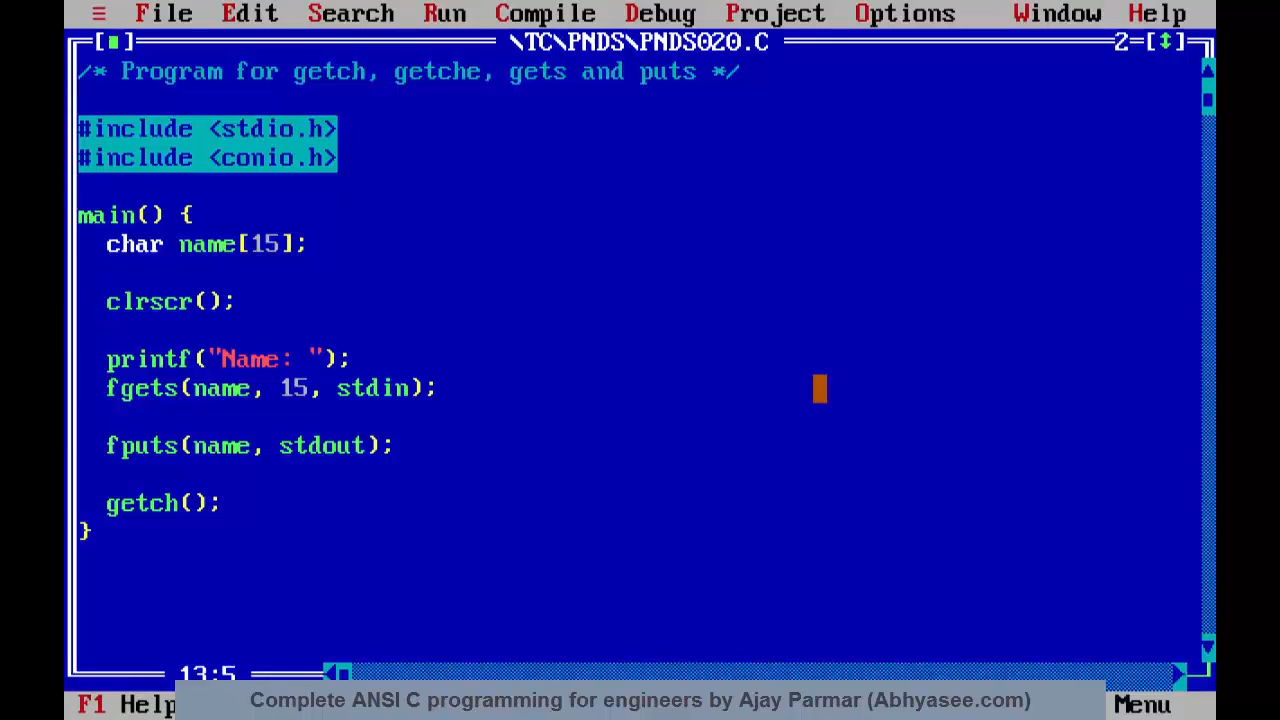 ≡ File Edit Search Run Compile Debug Project Options Window Help
[■] \TC\PNDS\PNDS020.C 2=[↕]
/* Program for getch, getche, gets and puts */
#include <stdio.h>
#include <conio.h>
main() {
char name[15];
clrscr();
printf("Name: ");
fgets(name, 15, stdin);
fputs(name, stdout);
getch();
}
13:5
F1 Help Menu
Complete ANSI C programming for engineers by Ajay Parmar (Abhyasee.com)